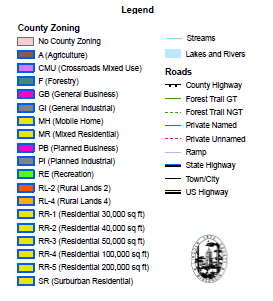 Legend
County Zoning
No County Zoning
A (Agriculture)
CMU (Crossroads Mixed Use)
F (Forestry)
GB (General Business)
GI (General Industrial)
MH (Mobile Home)
MR (Mixed Residential)
PB (Planned Business)
PI (Planned Industrial)
RE (Recreation)
RL-2 (Rural Lands 2)
RL-4 (Rural Lands 4)
RR-1 (Residential 30,000 sq ft)
RR-2 (Residential 40,000 sq ft)
RR-3 (Residential 50,000 sq ft)
RR-4 (Residential 100,000 sq ft)
RR-5 (Residential 200,000 sq ft)
SR (Surburban Residential)
Streams
Lakes and Rivers
Roads
County Highway
Forest Trail GT
Forest Trail NGT
Private Named
Private Unnamed
Ramp
State Highway
Town/City
US Highway